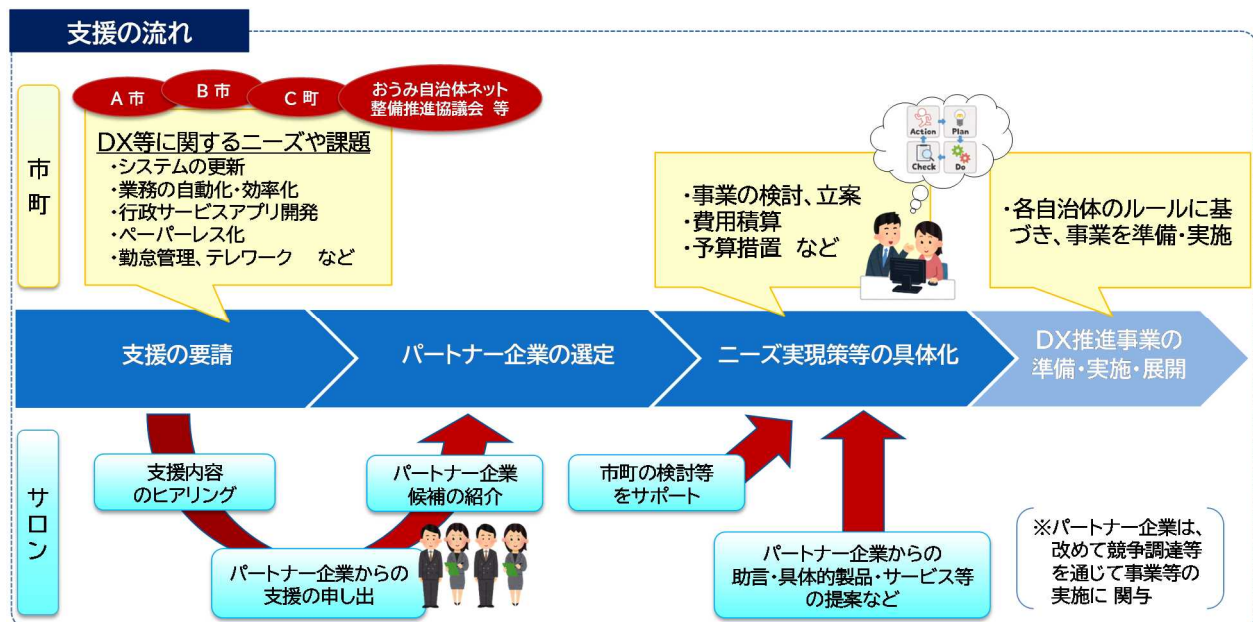 支援の流れ
市町
A市
B市
C町
おうみ自治体ネット
整備推進協議会 等
DX等に関するニーズや課題
・システムの更新
・業務の自動化・効率化
・行政サービスアプリ開発
・ペーパーレス化
・勤怠管理、テレワーク など
・事業の検討、立案
・費用積算
・予算措置 など
Action
Plan
Check
Do
・各自治体のルールに基
づき、事業を準備・実施
支援の要請
パートナー企業の選定
ニーズ実現策等の具体化
DX推進事業の
準備・実施・展開
サロン
支援内容
のヒアリング
パートナー企業からの
支援の申し出
パートナー企業
候補の紹介
市町の検討等
をサポート
パートナー企業からの
助言・具体的製品・サービス等
の提案など
※パートナー企業は、
改めて競争調達等
を通じて事業等の
実施に 関与